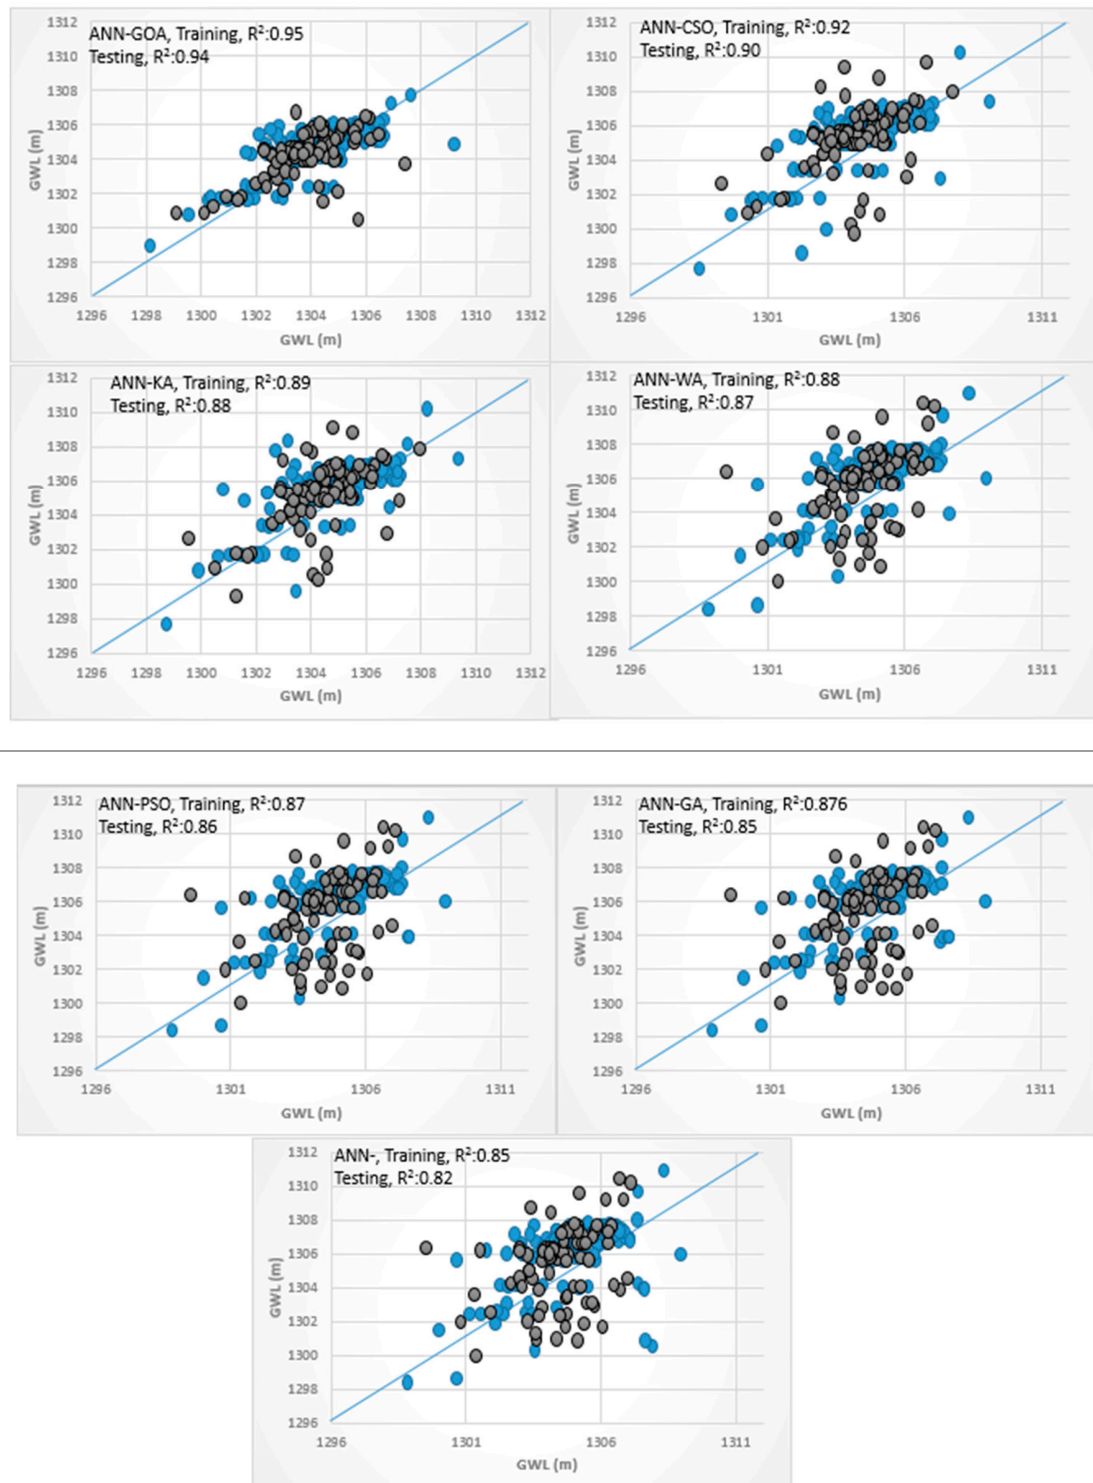 ANN-GOA, Training, R²:0.95
Testing, R²:0.94
1312
1310
1308
1306
1304
1302
1300
1298
1296
GWL (m)
1296 1298 1300 1302 1304 1306 1308 1310 1312
GWL (m)
ANN-CSO, Training, R²:0.92
Testing, R²:0.90
1312
1310
1308
1306
1304
1302
1300
1298
1296
GWL (m)
1296 1301 1306 1311
GWL (m)
ANN-KA, Training, R²:0.89
Testing, R²:0.88
1312
1310
1308
1306
1304
1302
1300
1298
1296
GWL (m)
1296 1298 1300 1302 1304 1306 1308 1310 1312
GWL (m)
ANN-WA, Training, R²:0.88
Testing, R²:0.87
1312
1310
1308
1306
1304
1302
1300
1298
1296
GWL (m)
1296 1301 1306 1311
GWL (m)
ANN-PSO, Training, R²:0.87
Testing, R²:0.86
1312
1310
1308
1306
1304
1302
1300
1298
1296
GWL (m)
1296 1301 1306 1311
GWL (m)
ANN-GA, Training, R²:0.876
Testing, R²:0.85
1312
1310
1308
1306
1304
1302
1300
1298
1296
GWL (m)
1296 1301 1306 1311
GWL (m)
ANN-, Training, R²:0.85
Testing, R²:0.82
1312
1310
1308
1306
1304
1302
1300
1298
1296
GWL (m)
1296 1301 1306 1311
GWL (m)